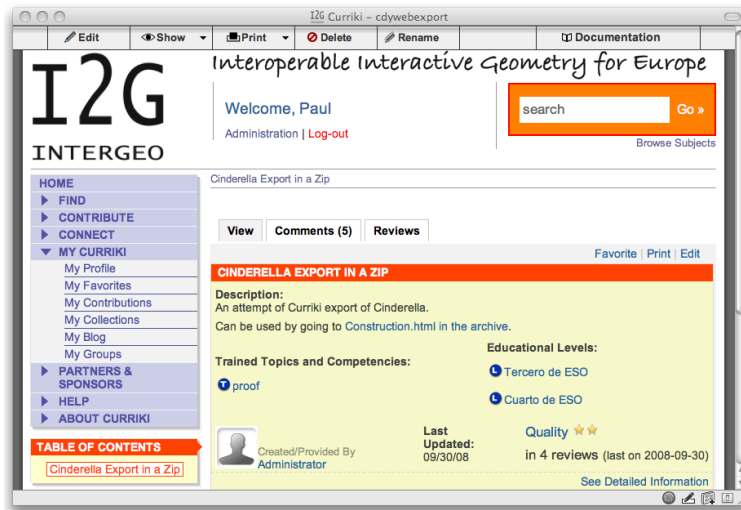 I2G Curriki – cdywebexport
Edit Show Print Delete Rename Documentation
I2G
INTERGEO
Interoperable Interactive Geometry for Europe
Welcome, Paul
Administration | Log-out
search Go »
Browse Subjects
HOME
FIND
CONTRIBUTE
CONNECT
MY CURRIKI
My Profile
My Favorites
My Contributions
My Collections
My Blog
My Groups
PARTNERS &
SPONSORS
HELP
ABOUT CURRIKI
TABLE OF CONTENTS
Cinderella Export in a Zip
Cinderella Export in a Zip
View Comments (5) Reviews
Favorite | Print | Edit
CINDERELLA EXPORT IN A ZIP
Description:
An attempt of Curriki export of Cinderella.
Can be used by going to Construction.html in the archive.
Trained Topics and Competencies:
T proof
Educational Levels:
L Tercero de ESO
L Cuarto de ESO
Created/Provided By
Administrator
Last
Updated:
09/30/08
Quality
in 4 reviews (last on 2008-09-30)
See Detailed Information